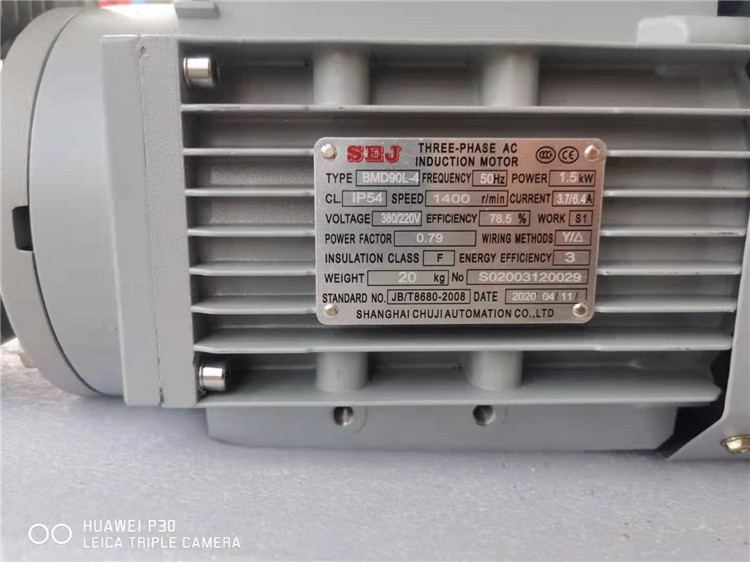 SEJ THREE-PHASE AC INDUCTION MOTOR CCC CE
TYPE BMD90L-4 FREQUENCY 50Hz POWER 1.5kW
CL. IP54 SPEED 1400 r/min CURRENT 3.7/6.4A
VOLTAGE 380/220V EFFICIENCY 78.5% WORK S1
POWER FACTOR 0.79 WIRING METHODS Y/△
INSULATION CLASS F ENERGY EFFICIENCY 3
WEIGHT 20 kg No S02003120029
STANDARD NO. JB/T8680-2008 DATE 2020 04/11/
SHANGHAI CHUJI AUTOMATION CO.,LTD
HUAWEI P30
LEICA TRIPLE CAMERA